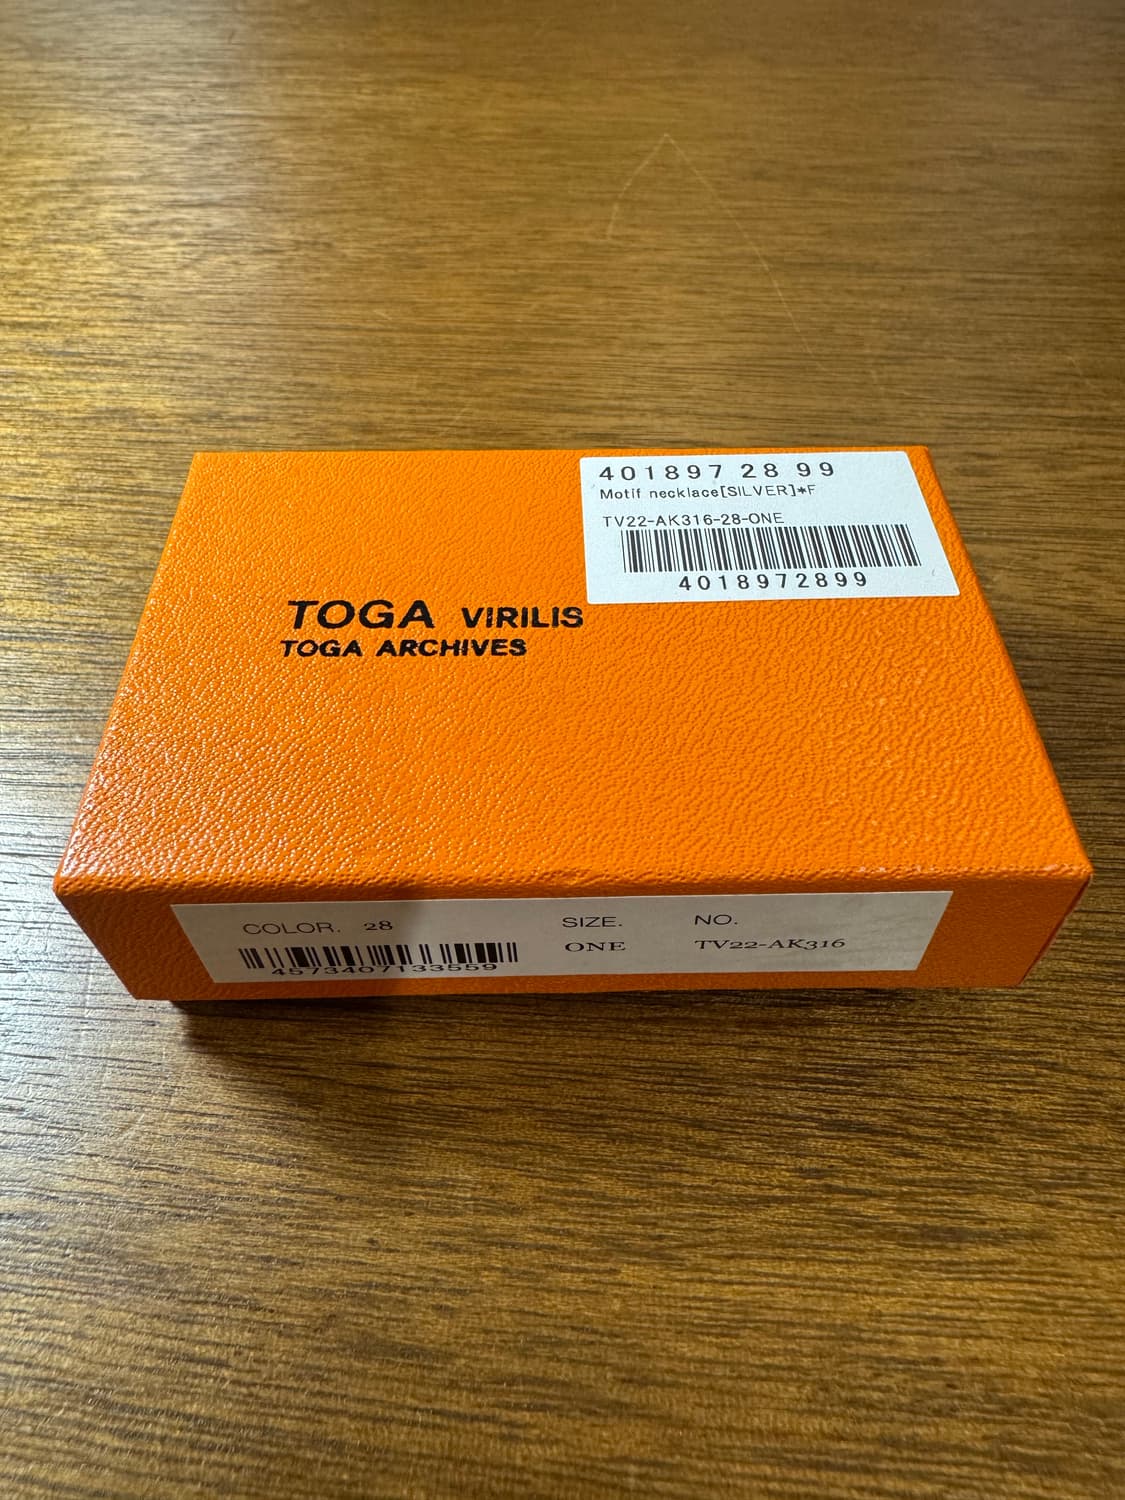 401897 28 99
Motif necklace[SILVER]*F
TV22-AK316-28-ONE
4018972899
TOGA VIRILIS
TOGA ARCHIVES
COLOR. 28
4573407133559
SIZE.
ONE
NO.
TV22-AK316